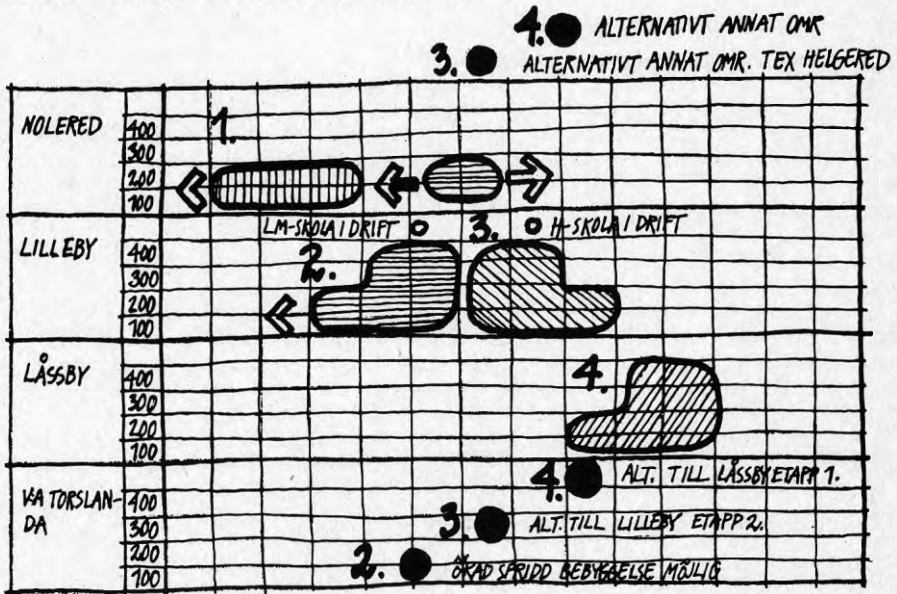 4. ALTERNATIVT ANNAT OMR
3. ALTERNATIVT ANNAT OMR. TEX HELGERED
NOLERED
400
300
200
100
1.
LM-SKOLA I DRIFT
3.
H-SKOLA I DRIFT
LILLEBY
400
300
200
100
2.
LÅSSBY
400
300
200
100
4.
V:A TORSLAN-
DA
400
300
200
100
4. ALT. TILL LÅSSBY ETAPP 1.
3. ALT. TILL LILLEBY ETAPP 2.
2. ÖKAD SPRIDD BEBYGGELSE MÖJLIG